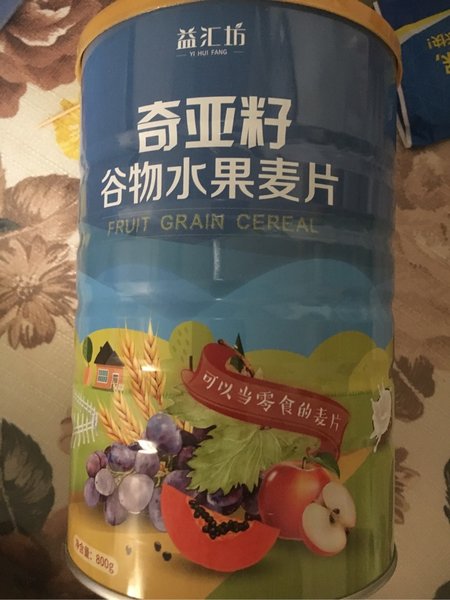 益汇坊
YI HUI FANG
奇亚籽
谷物水果麦片
FRUIT GRAIN CEREAL
可以当零食的麦片
净含量：800g